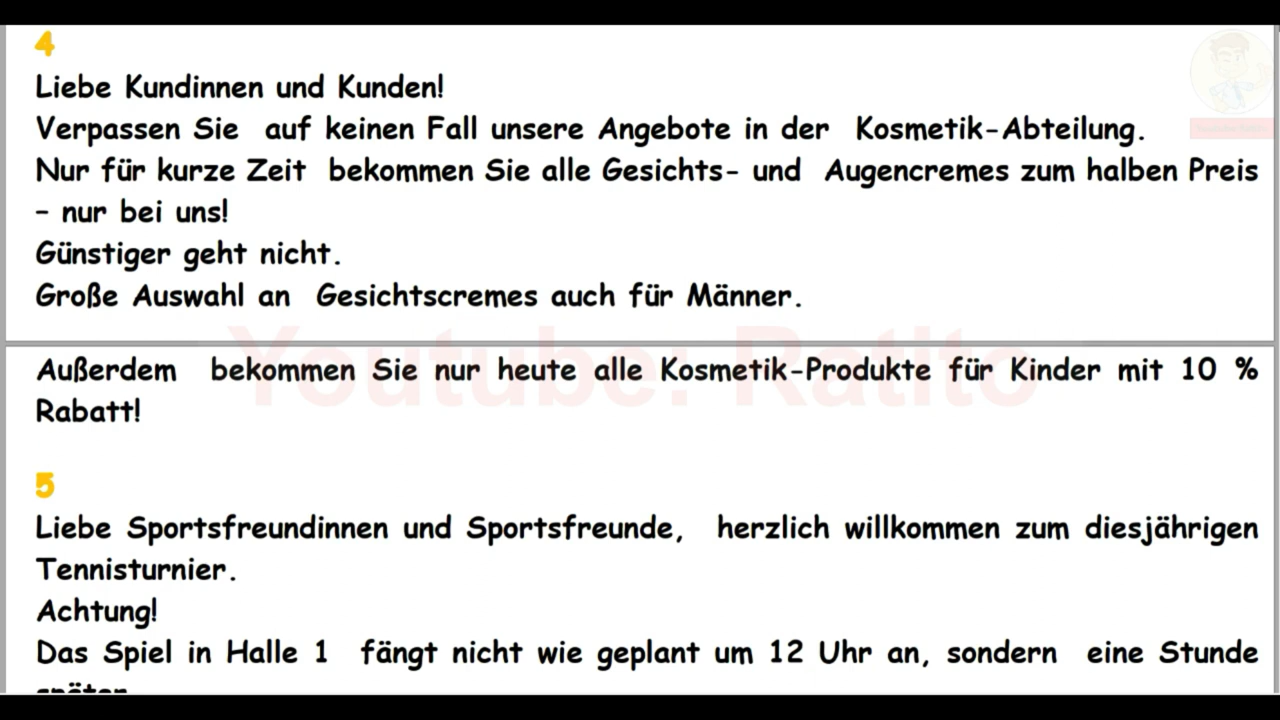 4
Liebe Kundinnen und Kunden!
Verpassen Sie auf keinen Fall unsere Angebote in der Kosmetik-Abteilung.
Nur für kurze Zeit bekommen Sie alle Gesichts- und Augencremes zum halben Preis
– nur bei uns!
Günstiger geht nicht.
Große Auswahl an Gesichtscremes auch für Männer.
Youtube: Ratito
Außerdem bekommen Sie nur heute alle Kosmetik-Produkte für Kinder mit 10 %
Rabatt!
5
Liebe Sportsfreundinnen und Sportsfreunde, herzlich willkommen zum diesjährigen
Tennisturnier.
Achtung!
Das Spiel in Halle 1 fängt nicht wie geplant um 12 Uhr an, sondern eine Stunde
später